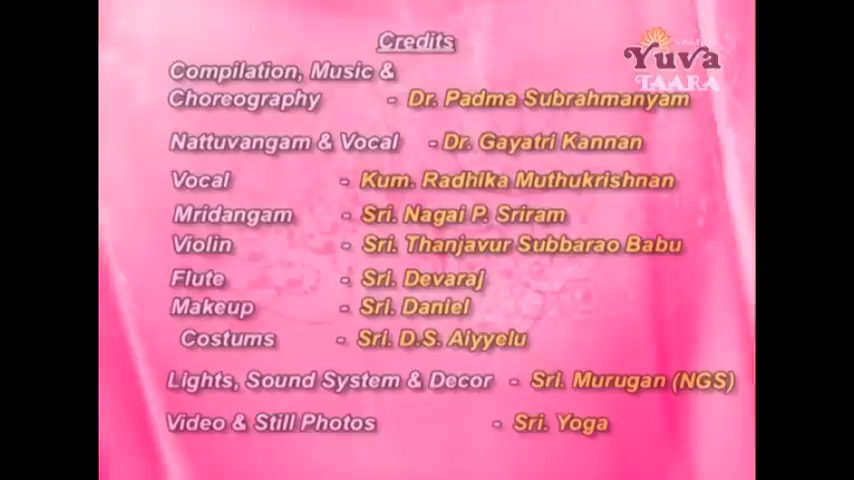 Credits
Yuva
TAARA
Compilation, Music &
Choreography - Dr. Padma Subrahmanyam
Nattuvangam & Vocal - Dr. Gayatri Kannan
Vocal - Kum. Radhika Muthukrishnan
Mridangam - Sri. Nagai P. Sriram
Violin - Sri. Thanjavur Subbarao Babu
Flute - Sri. Devaraj
Makeup - Sri. Daniel
Costums - Sri. D.S. Aiyyelu
Lights, Sound System & Decor - Sri. Murugan (NGS)
Video & Still Photos - Sri. Yoga